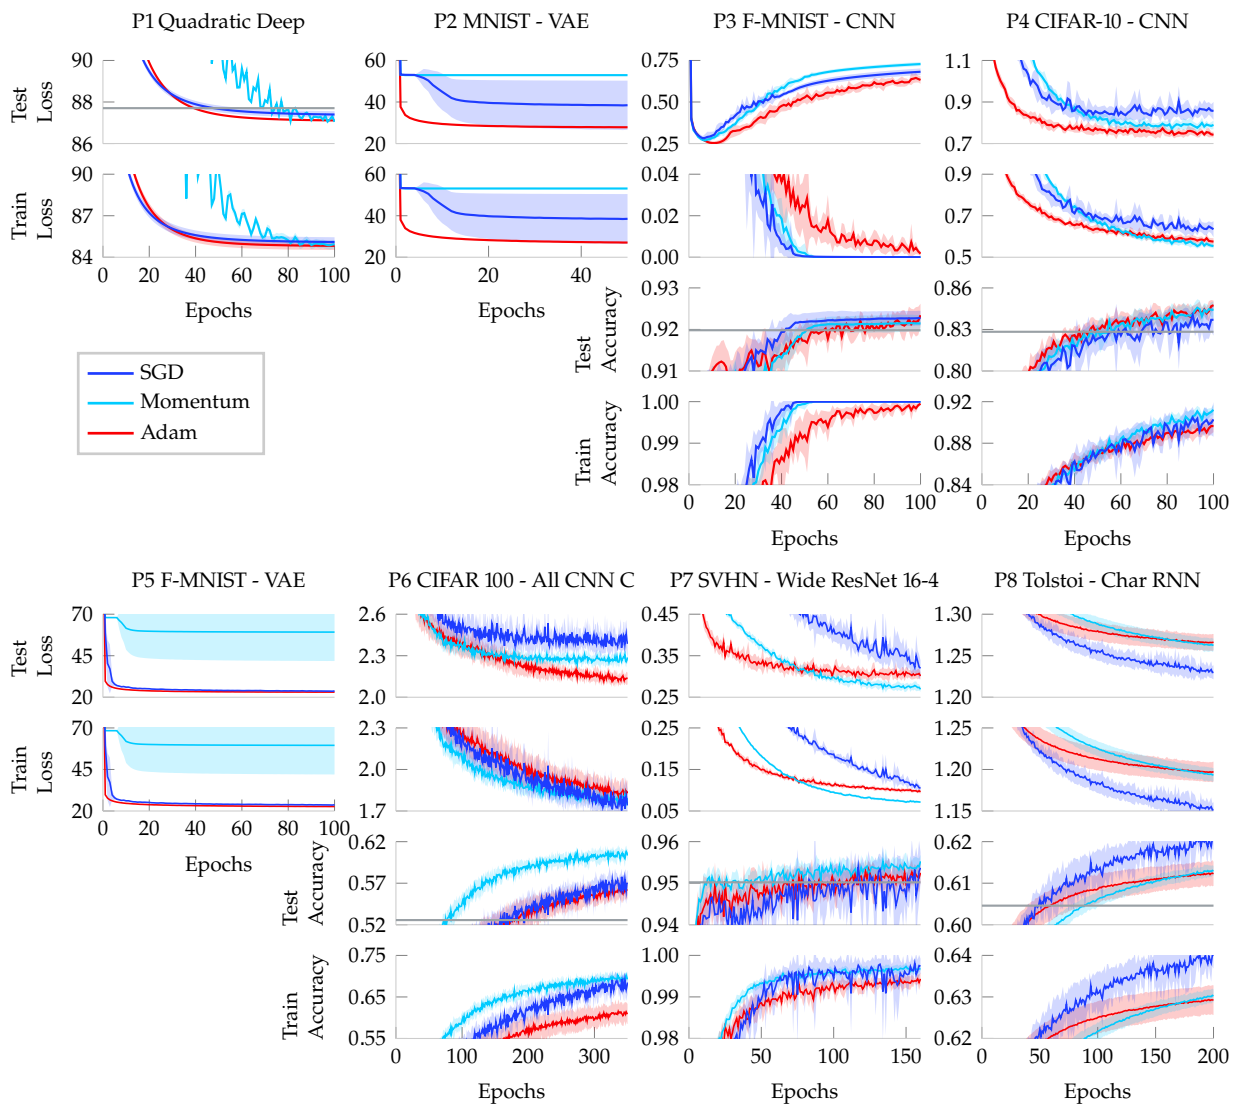 P1 Quadratic Deep
P2 MNIST - VAE
P3 F-MNIST - CNN
P4 CIFAR-10 - CNN
Test Loss
90
88
86
60
40
20
0.75
0.50
0.25
1.1
0.9
0.7
Train Loss
90
87
84
0 20 40 60 80 100
Epochs
60
40
20
0 20 40
Epochs
0.04
0.02
0.00
0.9
0.7
0.5
Test Accuracy
0.93
0.92
0.91
0.86
0.83
0.80
SGD
Momentum
Adam
Train Accuracy
1.00
0.99
0.98
0 20 40 60 80 100
Epochs
0.92
0.88
0.84
0 20 40 60 80 100
Epochs
P5 F-MNIST - VAE
P6 CIFAR 100 - All CNN C
P7 SVHN - Wide ResNet 16-4
P8 Tolstoi - Char RNN
Test Loss
70
45
20
2.6
2.3
2.0
0.45
0.35
0.25
1.30
1.25
1.20
Train Loss
70
45
20
0 20 40 60 80 100
Epochs
2.3
2.0
1.7
0.25
0.15
0.05
1.25
1.20
1.15
Test Accuracy
0.62
0.57
0.52
0.96
0.95
0.94
0.62
0.61
0.60
Train Accuracy
0.75
0.65
0.55
0 100 200 300
Epochs
1.00
0.99
0.98
0 50 100 150
Epochs
0.64
0.63
0.62
0 50 100 150 200
Epochs